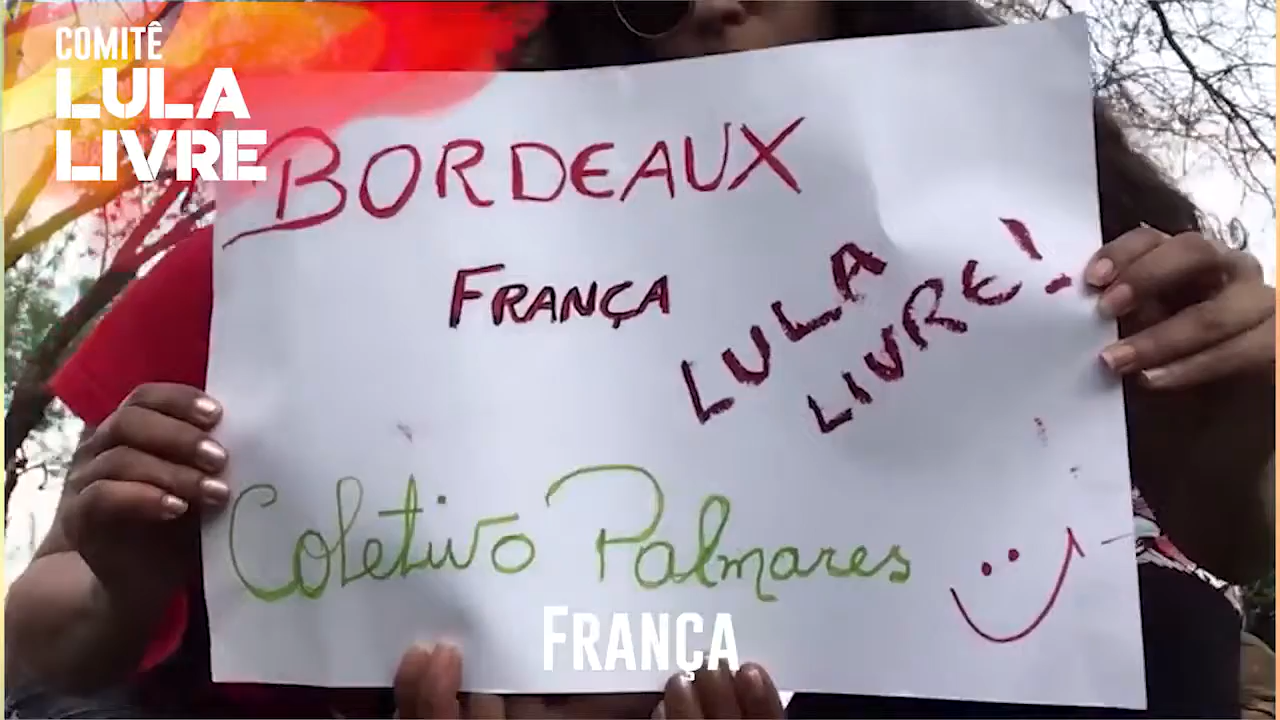 COMITÊ
LULA
LIVRE
BORDEAUX
FRANÇA
LULA
LIVRE!
Coletivo Palmares
FRANÇA